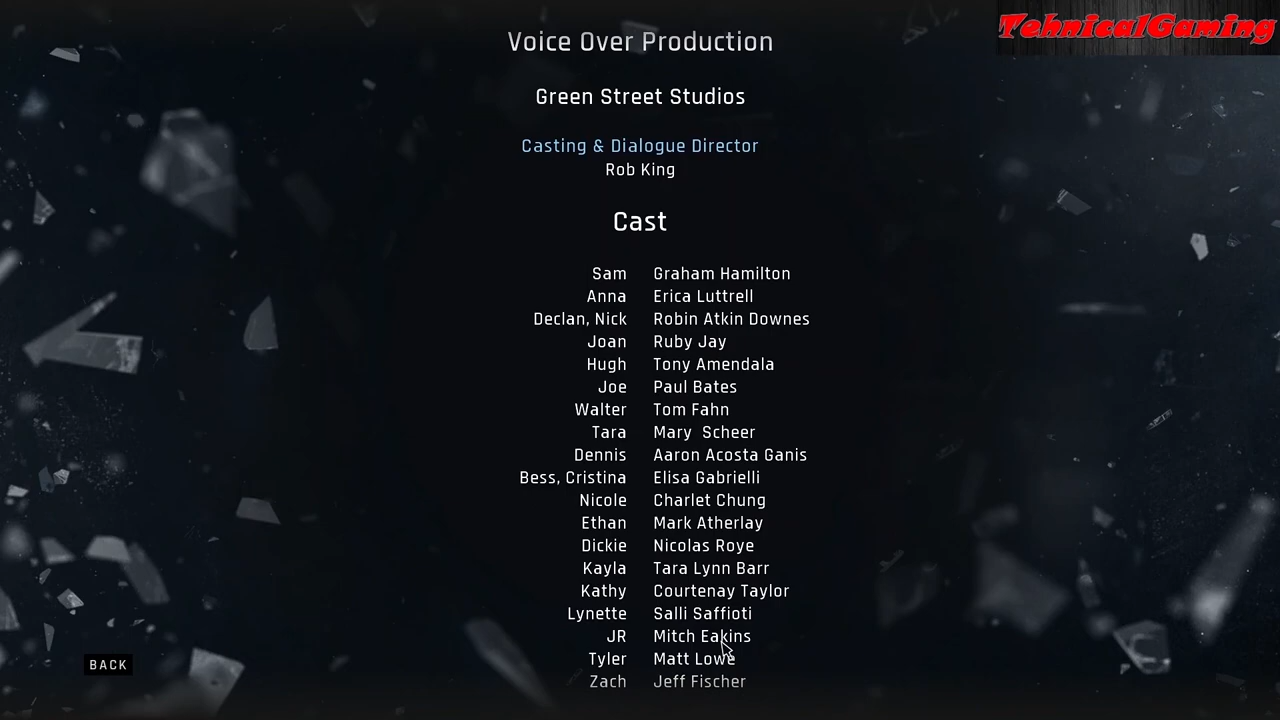 TehnicalGaming
Voice Over Production
Green Street Studios
Casting & Dialogue Director
Rob King
Cast
Sam Graham Hamilton
Anna Erica Luttrell
Declan, Nick Robin Atkin Downes
Joan Ruby Jay
Hugh Tony Amendala
Joe Paul Bates
Walter Tom Fahn
Tara Mary Scheer
Dennis Aaron Acosta Ganis
Bess, Cristina Elisa Gabrielli
Nicole Charlet Chung
Ethan Mark Atherlay
Dickie Nicolas Roye
Kayla Tara Lynn Barr
Kathy Courtenay Taylor
Lynette Salli Saffioti
JR Mitch Eakins
Tyler Matt Lowe
Zach Jeff Fischer
BACK